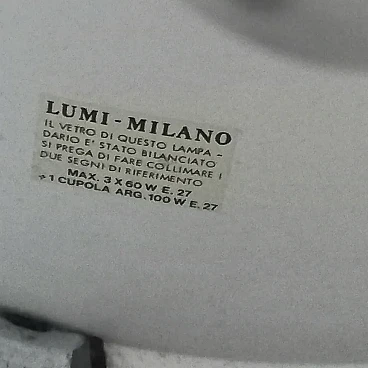 LUMI-MILANO
IL VETRO DI QUESTO LAMPA-
DARIO E' STATO BILANCIATO
SI PREGA DI FARE COLLIMARE I
DUE SEGNI DI RIFERIMENTO
MAX. 3 X 60 W E. 27
+1 CUPOLA ARG. 100 W E. 27